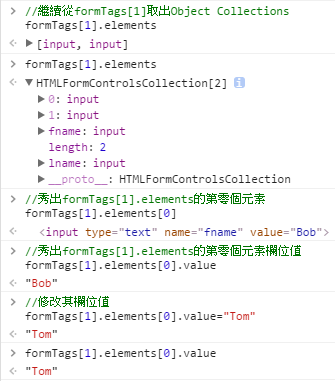 > //繼續從formTags[1]取出Object Collections
formTags[1].elements
<· ▶ [input, input]
> formTags[1].elements
<· ▼ HTMLFormControlsCollection[2] i
▶ 0: input
▶ 1: input
▶ fname: input
length: 2
▶ lname: input
▶ __proto__: HTMLFormControlsCollection
> //秀出formTags[1].elements的第零個元素
formTags[1].elements[0]
<· <input type="text" name="fname" value="Bob">
> //秀出formTags[1].elements的第零個元素欄位值
formTags[1].elements[0].value
<· "Bob"
> //修改其欄位值
formTags[1].elements[0].value="Tom"
<· "Tom"
> formTags[1].elements[0].value
<· "Tom"